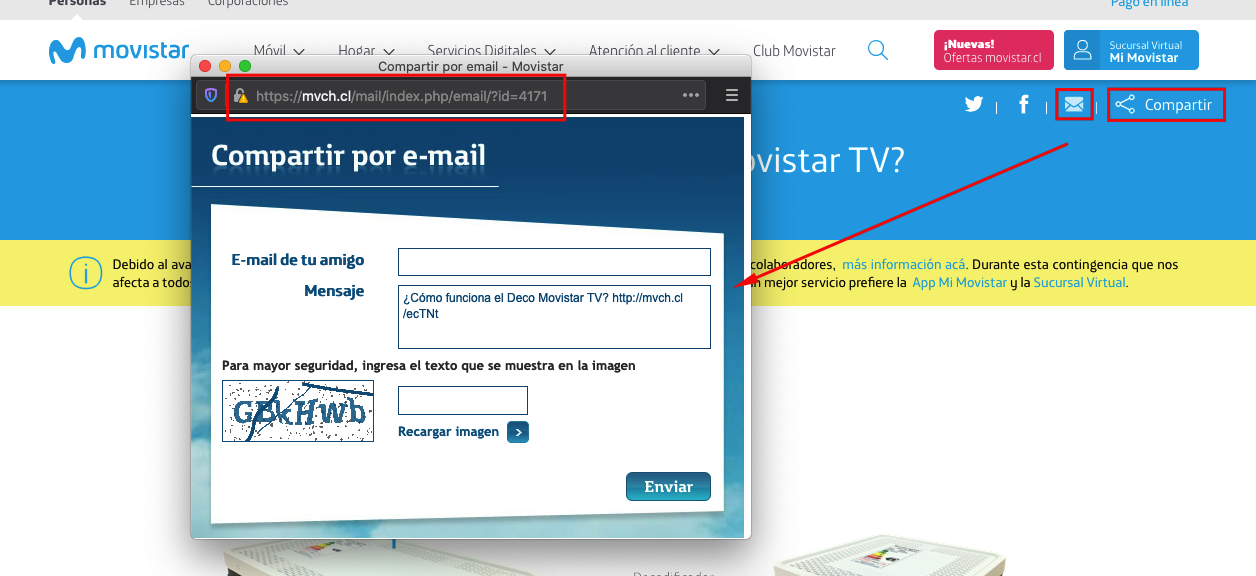 Personas Empresas Corporaciones Pago en línea
movistar Móvil Hogar Servicios Digitales Atención al cliente Club Movistar
¡Nuevas!
Ofertas movistar.cl
Sucursal Virtual
Mi Movistar
Compartir por email - Movistar
https://mvch.cl/mail/index.php/email/?id=4171
| | | Compartir
ovistar TV?
Compartir por e-mail
Debido al ava
colaboradores, más información acá. Durante esta contingencia que nos
afecta a todo
n mejor servicio prefiere la App Mi Movistar y la Sucursal Virtual.
E-mail de tu amigo
Mensaje
¿Cómo funciona el Deco Movistar TV? http://mvch.cl
/ecTNt
Para mayor seguridad, ingresa el texto que se muestra en la imagen
GBkHwb
Recargar imagen >
Enviar